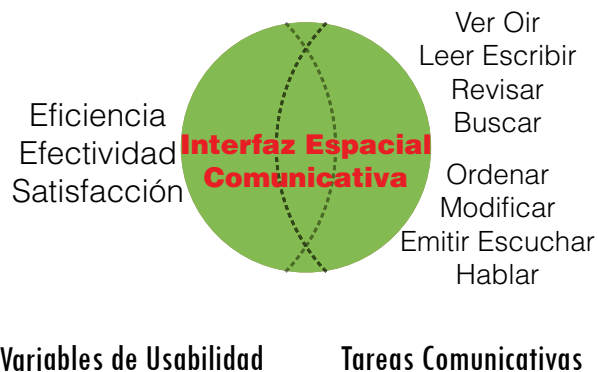 Eficiencia
Efectividad
Satisfacción
Interfaz Espacial
Comunicativa
Ver Oir
Leer Escribir
Revisar
Buscar
Ordenar
Modificar
Emitir Escuchar
Hablar
Variables de Usabilidad
Tareas Comunicativas